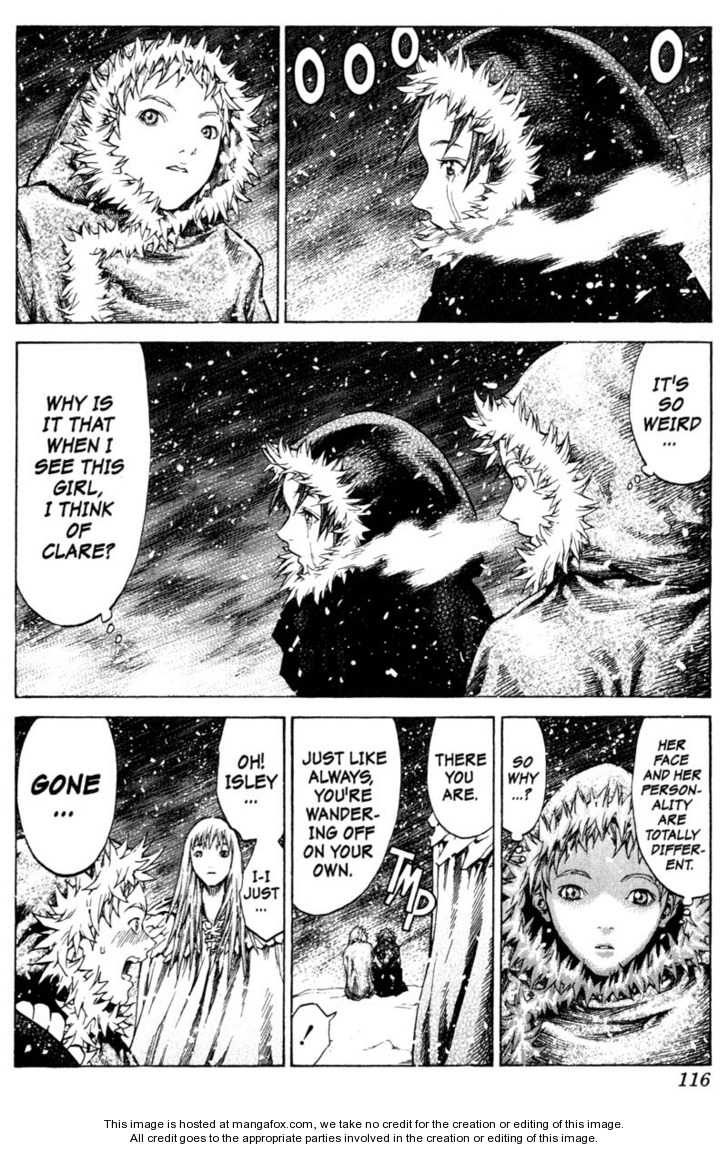 O O O O
IT'S
SO
WEIRD
...
WHY IS
IT THAT
WHEN I
SEE THIS
GIRL,
I THINK
OF
CLARE?
HER
FACE
AND HER
PERSON-
ALITY
ARE
TOTALLY
DIFFER-
ENT.
SO
WHY
...?
THERE
YOU
ARE.
JUST LIKE
ALWAYS,
YOU'RE
WANDER-
ING OFF
ON YOUR
OWN.
TMP
!
OH!
ISLEY
...
I-I
JUST
...
GONE
...
116
This image is hosted at mangafox.com, we take no credit for the creation or editing of this image.
All credit goes to the appropriate parties involved in the creation or editing of this image.